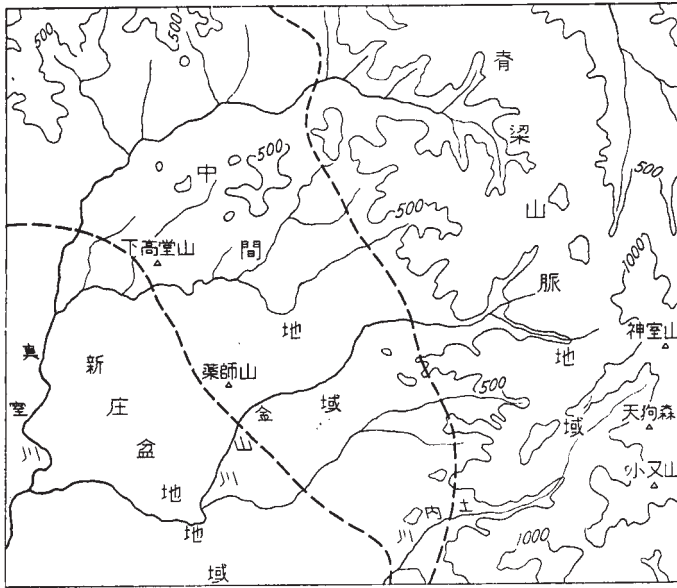 500
500
500
脊梁山脈地域
中間地域
500
500
1000
下高堂山
神室山
真室川
新庄盆地地域
薬師山
金山川
500
天狗森
小又山
土内川
1000